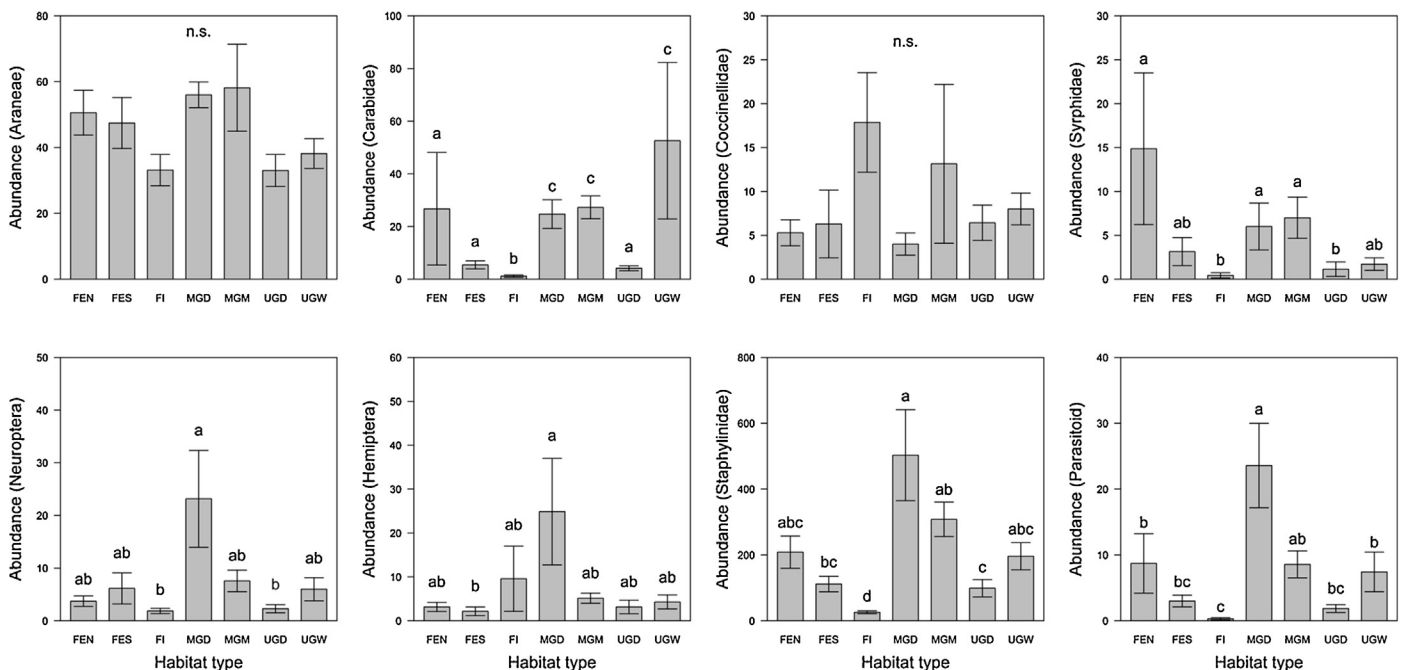 Abundance (Araneae)
80
60
40
20
0
n.s.
FEN FES FI MGD MGM UGD UGW
Abundance (Carabidae)
100
80
60
40
20
0
a a b c c a c
FEN FES FI MGD MGM UGD UGW
Abundance (Coccinellidae)
30
25
20
15
10
5
0
n.s.
FEN FES FI MGD MGM UGD UGW
Abundance (Syrphidae)
30
25
20
15
10
5
0
a ab b a a b ab
FEN FES FI MGD MGM UGD UGW
Abundance (Neuroptera)
50
40
30
20
10
0
ab ab b a ab b ab
FEN FES FI MGD MGM UGD UGW
Habitat type
Abundance (Hemiptera)
60
50
40
30
20
10
0
ab b ab a ab ab ab
FEN FES FI MGD MGM UGD UGW
Habitat type
Abundance (Staphylinidae)
800
600
400
200
0
abc bc d a ab c abc
FEN FES FI MGD MGM UGD UGW
Habitat type
Abundance (Parasitoid)
40
30
20
10
0
b bc c a ab bc b
FEN FES FI MGD MGM UGD UGW
Habitat type